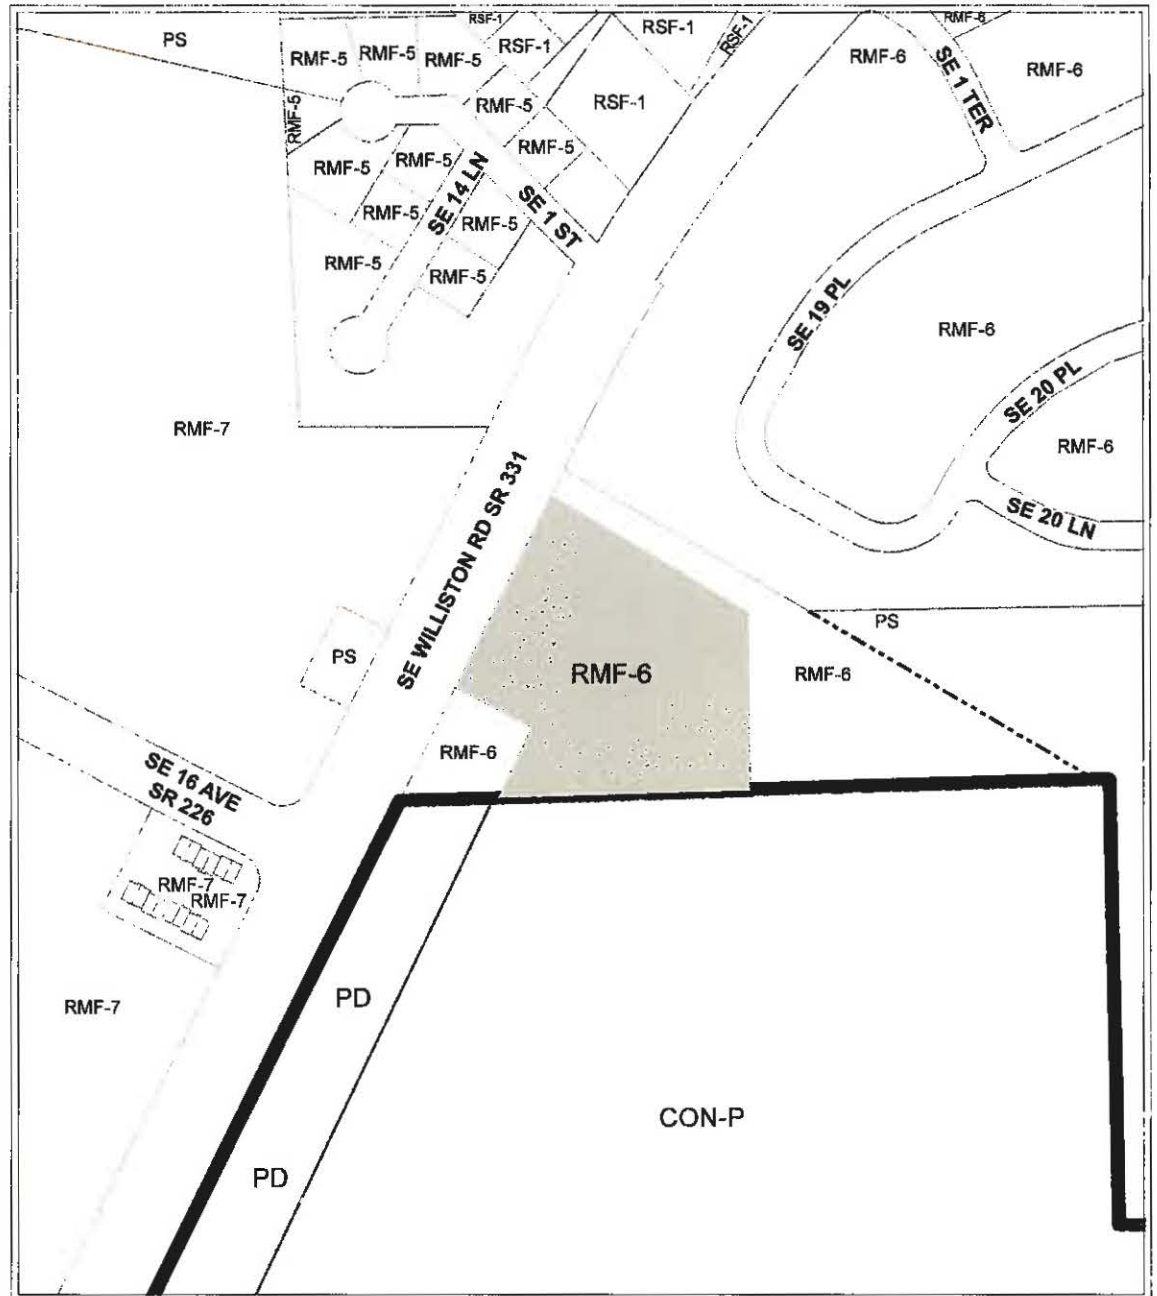 PS
RMF-5
RMF-5
RMF-5
RSF-1
RSF-1
RSF-1
RSF-1
RMF-6
RMF-6
SE 1 TER
RMF-6
RMF-5
RMF-5
RSF-1
RMF-5
RMF-5
RMF-5
SE 14 LN
SE 1 ST
RMF-5
RMF-5
RMF-5
RMF-5
SE 19 PL
RMF-6
SE 20 PL
RMF-7
RMF-6
SE 20 LN
SE WILLISTON RD SR 331
PS
PS
RMF-6
RMF-6
RMF-6
SE 16 AVE
SR 226
RMF-7
RMF-7
RMF-7
PD
CON-P
PD